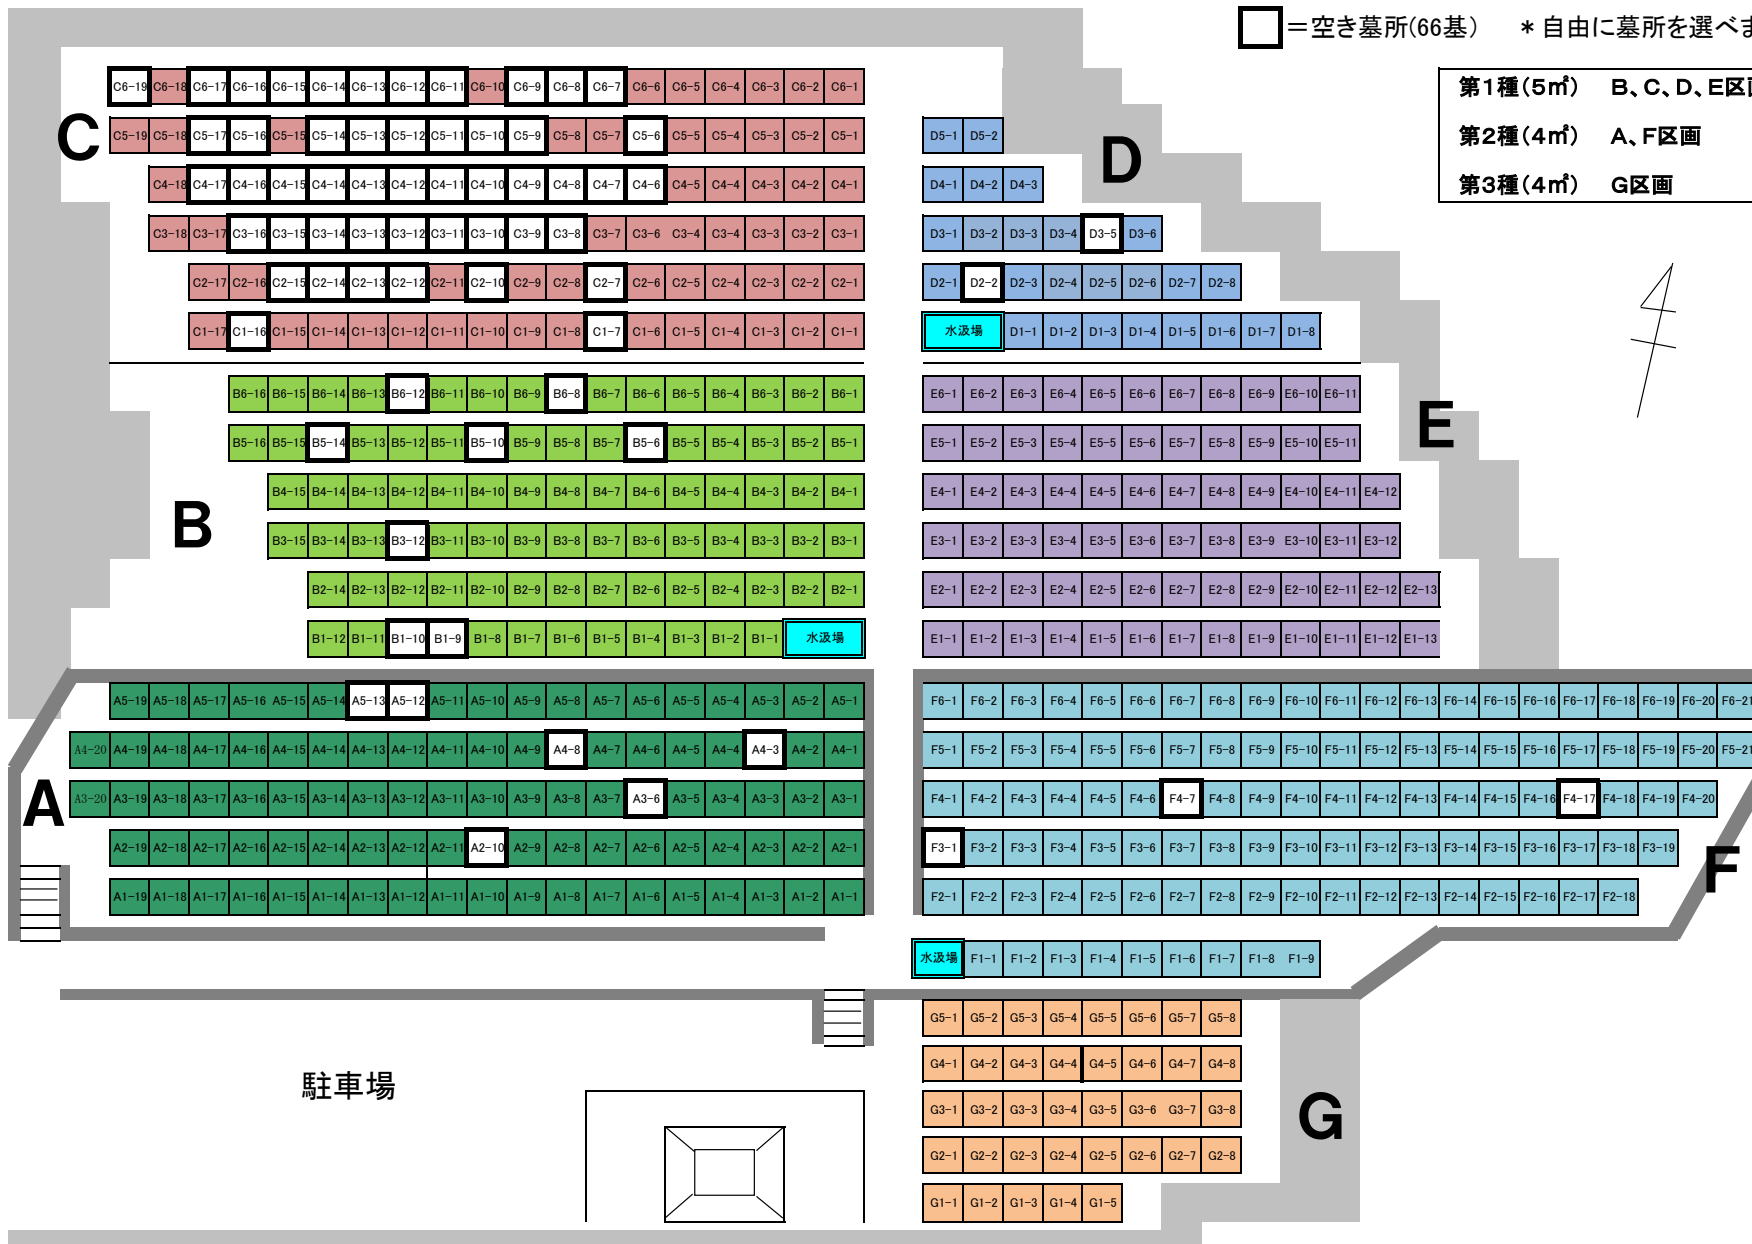 ＝空き墓所(66基)　＊自由に墓所を選べま
第1種(5㎡)　B、C、D、E区
第2種(4㎡)　A、F区画
第3種(4㎡)　G区画
C6-19 C6-18 C6-17 C6-16 C6-15 C6-14 C6-13 C6-12 C6-11 C6-10 C6-9 C6-8 C6-7 C6-6 C6-5 C6-4 C6-3 C6-2 C6-1
C
C5-19 C5-18 C5-17 C5-16 C5-15 C5-14 C5-13 C5-12 C5-11 C5-10 C5-9 C5-8 C5-7 C5-6 C5-5 C5-4 C5-3 C5-2 C5-1 D5-1 D5-2
D
C4-18 C4-17 C4-16 C4-15 C4-14 C4-13 C4-12 C4-11 C4-10 C4-9 C4-8 C4-7 C4-6 C4-5 C4-4 C4-3 C4-2 C4-1 D4-1 D4-2 D4-3
C3-18 C3-17 C3-16 C3-15 C3-14 C3-13 C3-12 C3-11 C3-10 C3-9 C3-8 C3-7 C3-6 C3-4 C3-4 C3-3 C3-2 C3-1 D3-1 D3-2 D3-3 D3-4 D3-5 D3-6
C2-17 C2-16 C2-15 C2-14 C2-13 C2-12 C2-11 C2-10 C2-9 C2-8 C2-7 C2-6 C2-5 C2-4 C2-3 C2-2 C2-1 D2-1 D2-2 D2-3 D2-4 D2-5 D2-6 D2-7 D2-8
C1-17 C1-16 C1-15 C1-14 C1-13 C1-12 C1-11 C1-10 C1-9 C1-8 C1-7 C1-6 C1-5 C1-4 C1-3 C1-2 C1-1 水汲場 D1-1 D1-2 D1-3 D1-4 D1-5 D1-6 D1-7 D1-8
B6-16 B6-15 B6-14 B6-13 B6-12 B6-11 B6-10 B6-9 B6-8 B6-7 B6-6 B6-5 B6-4 B6-3 B6-2 B6-1 E6-1 E6-2 E6-3 E6-4 E6-5 E6-6 E6-7 E6-8 E6-9 E6-10 E6-11
E
B5-16 B5-15 B5-14 B5-13 B5-12 B5-11 B5-10 B5-9 B5-8 B5-7 B5-6 B5-5 B5-4 B5-3 B5-2 B5-1 E5-1 E5-2 E5-3 E5-4 E5-5 E5-6 E5-7 E5-8 E5-9 E5-10 E5-11
B4-15 B4-14 B4-13 B4-12 B4-11 B4-10 B4-9 B4-8 B4-7 B4-6 B4-5 B4-4 B4-3 B4-2 B4-1 E4-1 E4-2 E4-3 E4-4 E4-5 E4-6 E4-7 E4-8 E4-9 E4-10 E4-11 E4-12
B
B3-15 B3-14 B3-13 B3-12 B3-11 B3-10 B3-9 B3-8 B3-7 B3-6 B3-5 B3-4 B3-3 B3-2 B3-1 E3-1 E3-2 E3-3 E3-4 E3-5 E3-6 E3-7 E3-8 E3-9 E3-10 E3-11 E3-12
B2-14 B2-13 B2-12 B2-11 B2-10 B2-9 B2-8 B2-7 B2-6 B2-5 B2-4 B2-3 B2-2 B2-1 E2-1 E2-2 E2-3 E2-4 E2-5 E2-6 E2-7 E2-8 E2-9 E2-10 E2-11 E2-12 E2-13
B1-12 B1-11 B1-10 B1-9 B1-8 B1-7 B1-6 B1-5 B1-4 B1-3 B1-2 B1-1 水汲場 E1-1 E1-2 E1-3 E1-4 E1-5 E1-6 E1-7 E1-8 E1-9 E1-10 E1-11 E1-12 E1-13
A5-19 A5-18 A5-17 A5-16 A5-15 A5-14 A5-13 A5-12 A5-11 A5-10 A5-9 A5-8 A5-7 A5-6 A5-5 A5-4 A5-3 A5-2 A5-1 F6-1 F6-2 F6-3 F6-4 F6-5 F6-6 F6-7 F6-8 F6-9 F6-10 F6-11 F6-12 F6-13 F6-14 F6-15 F6-16 F6-17 F6-18 F6-19 F6-20 F6-21
A4-20 A4-19 A4-18 A4-17 A4-16 A4-15 A4-14 A4-13 A4-12 A4-11 A4-10 A4-9 A4-8 A4-7 A4-6 A4-5 A4-4 A4-3 A4-2 A4-1 F5-1 F5-2 F5-3 F5-4 F5-5 F5-6 F5-7 F5-8 F5-9 F5-10 F5-11 F5-12 F5-13 F5-14 F5-15 F5-16 F5-17 F5-18 F5-19 F5-20 F5-21
A
A3-20 A3-19 A3-18 A3-17 A3-16 A3-15 A3-14 A3-13 A3-12 A3-11 A3-10 A3-9 A3-8 A3-7 A3-6 A3-5 A3-4 A3-3 A3-2 A3-1 F4-1 F4-2 F4-3 F4-4 F4-5 F4-6 F4-7 F4-8 F4-9 F4-10 F4-11 F4-12 F4-13 F4-14 F4-15 F4-16 F4-17 F4-18 F4-19 F4-20
A2-19 A2-18 A2-17 A2-16 A2-15 A2-14 A2-13 A2-12 A2-11 A2-10 A2-9 A2-8 A2-7 A2-6 A2-5 A2-4 A2-3 A2-2 A2-1 F3-1 F3-2 F3-3 F3-4 F3-5 F3-6 F3-7 F3-8 F3-9 F3-10 F3-11 F3-12 F3-13 F3-14 F3-15 F3-16 F3-17 F3-18 F3-19
F
A1-19 A1-18 A1-17 A1-16 A1-15 A1-14 A1-13 A1-12 A1-11 A1-10 A1-9 A1-8 A1-7 A1-6 A1-5 A1-4 A1-3 A1-2 A1-1 F2-1 F2-2 F2-3 F2-4 F2-5 F2-6 F2-7 F2-8 F2-9 F2-10 F2-11 F2-12 F2-13 F2-14 F2-15 F2-16 F2-17 F2-18
水汲場 F1-1 F1-2 F1-3 F1-4 F1-5 F1-6 F1-7 F1-8 F1-9
G5-1 G5-2 G5-3 G5-4 G5-5 G5-6 G5-7 G5-8
G4-1 G4-2 G4-3 G4-4 G4-5 G4-6 G4-7 G4-8
駐車場
G3-1 G3-2 G3-3 G3-4 G3-5 G3-6 G3-7 G3-8
G
G2-1 G2-2 G2-3 G2-4 G2-5 G2-6 G2-7 G2-8
G1-1 G1-2 G1-3 G1-4 G1-5